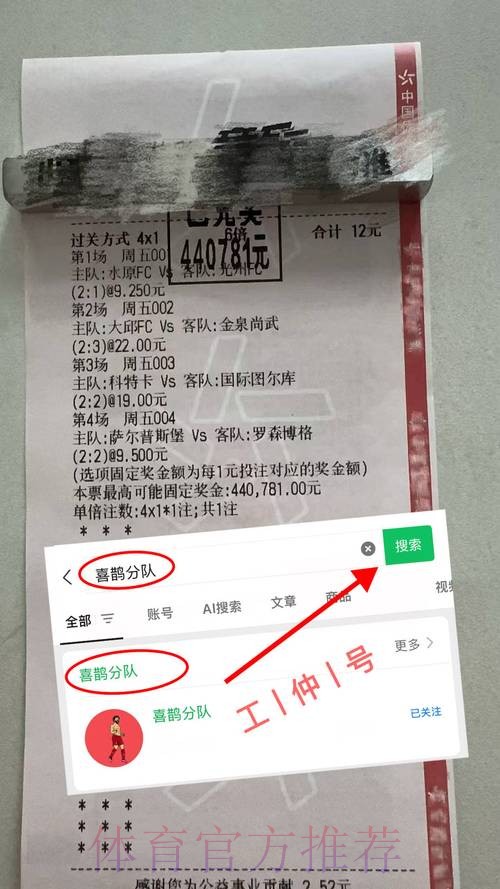 中国
已兑奖
440781元
过关方式 4x1 6倍 合计 12元
第1场 周五00
主队:水原FC Vs 客队:光州FC
(2:1)@9.250元
第2场 周五002
主队:大邱FC Vs 客队:金泉尚武
(2:3)@22.00元
第3场 周五003
主队:科特卡 Vs 客队:国际图尔库
(2:2)@19.00元
第4场 周五004
主队:萨尔普斯堡 Vs 客队:罗森博格
(2:2)@9.500元
(选项固定奖金额为每1元投注对应的奖金额)
本票最高可能固定奖金:440,781.00元
单倍注数:4x1*1注;共1注
* * *
喜鹊分队 搜索
全部 账号 AI搜索 文章 商品 视频
喜鹊分队 更多
喜鹊分队 已关注
工|仲|号
* * *
* * *
* * *
体育官方推荐
感谢您为公益事业贡献 2.52元